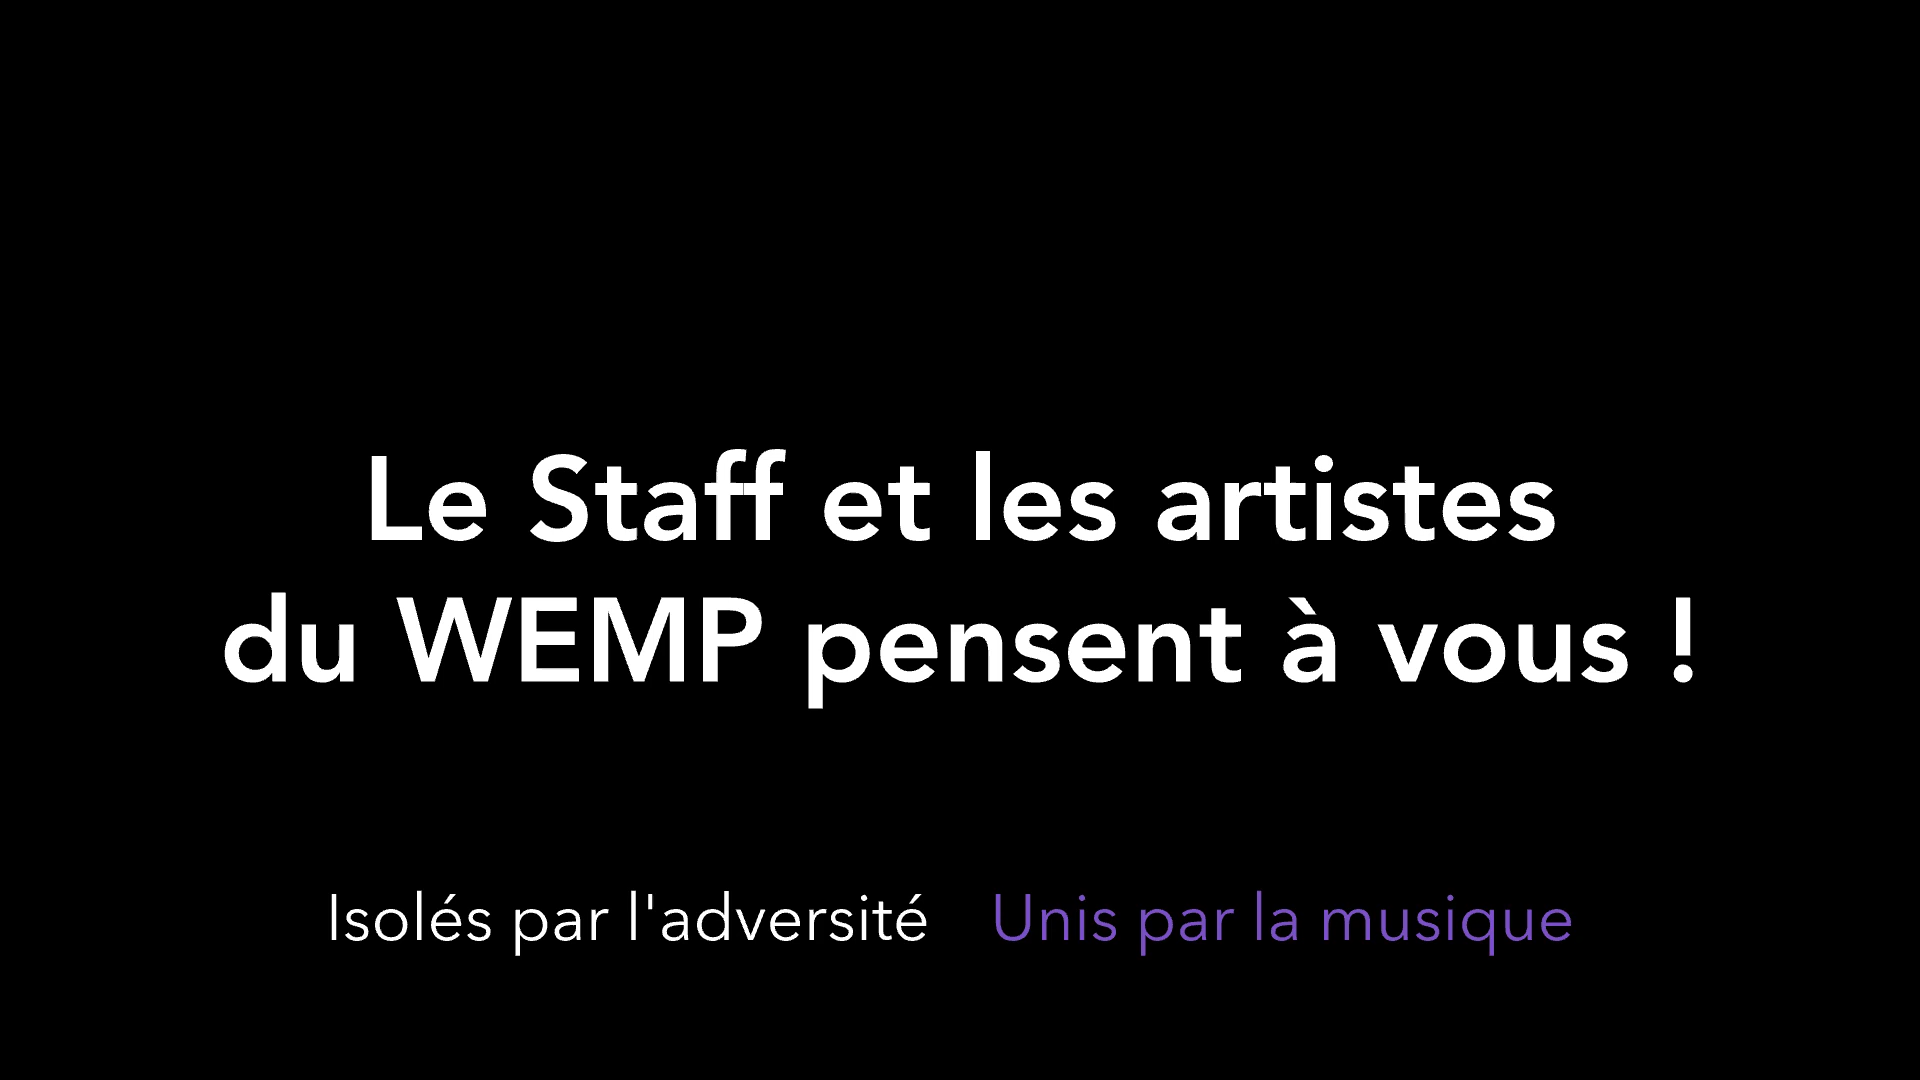 Le Staff et les artistes
du WEMP pensent à vous !
Isolés par l'adversité Unis par la musique